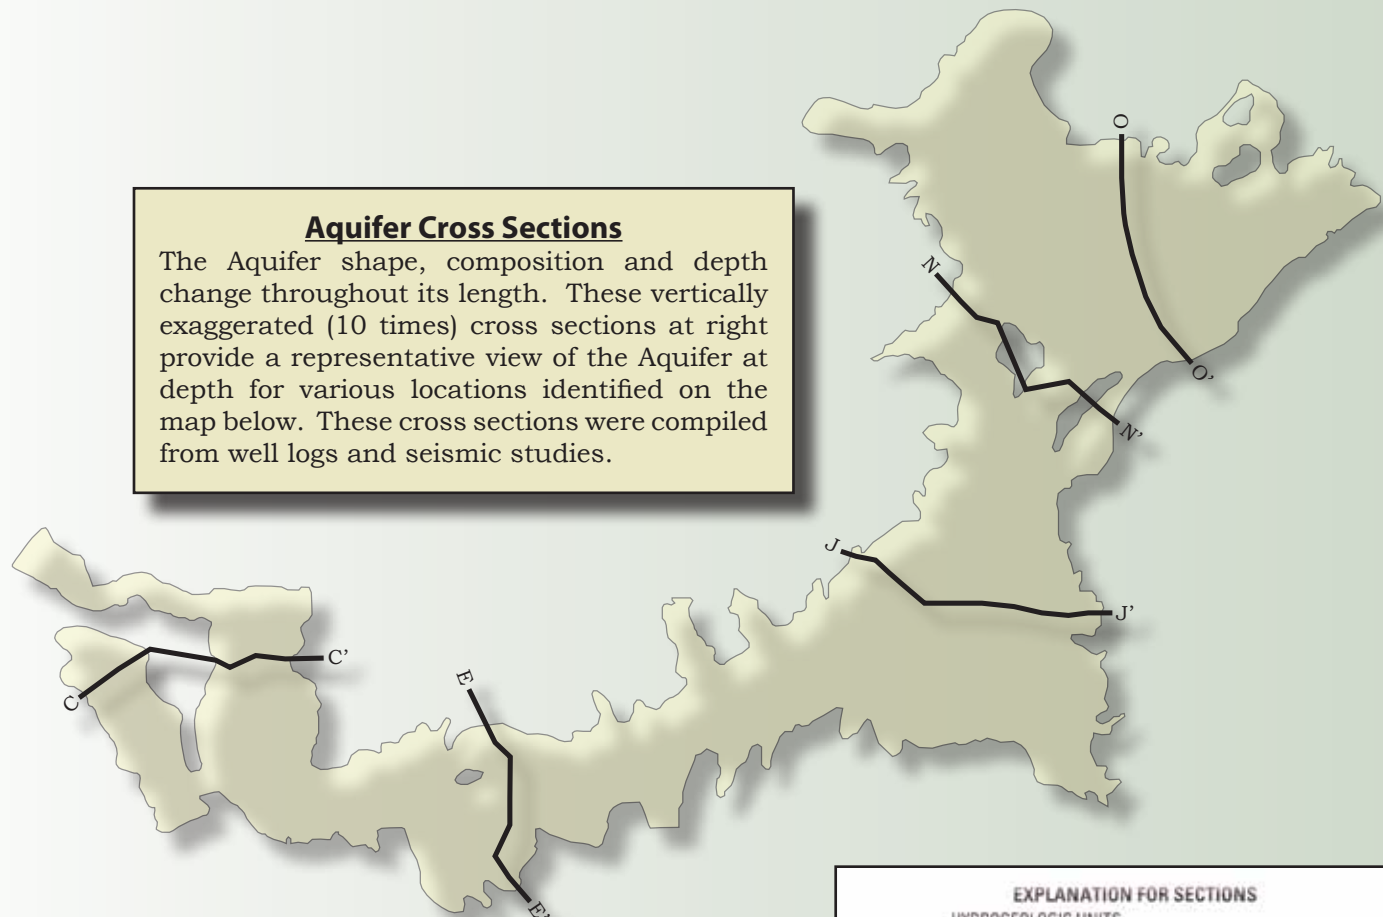 O
Aquifer Cross Sections
The Aquifer shape, composition and depth
change throughout its length. These vertically
exaggerated (10 times) cross sections at right
provide a representative view of the Aquifer at
depth for various locations identified on the
map below. These cross sections were compiled
from well logs and seismic studies.
N
O'
N'
J
J'
C
C'
E
E'
EXPLANATION FOR SECTIONS
HYDROGEOLOGIC UNITS